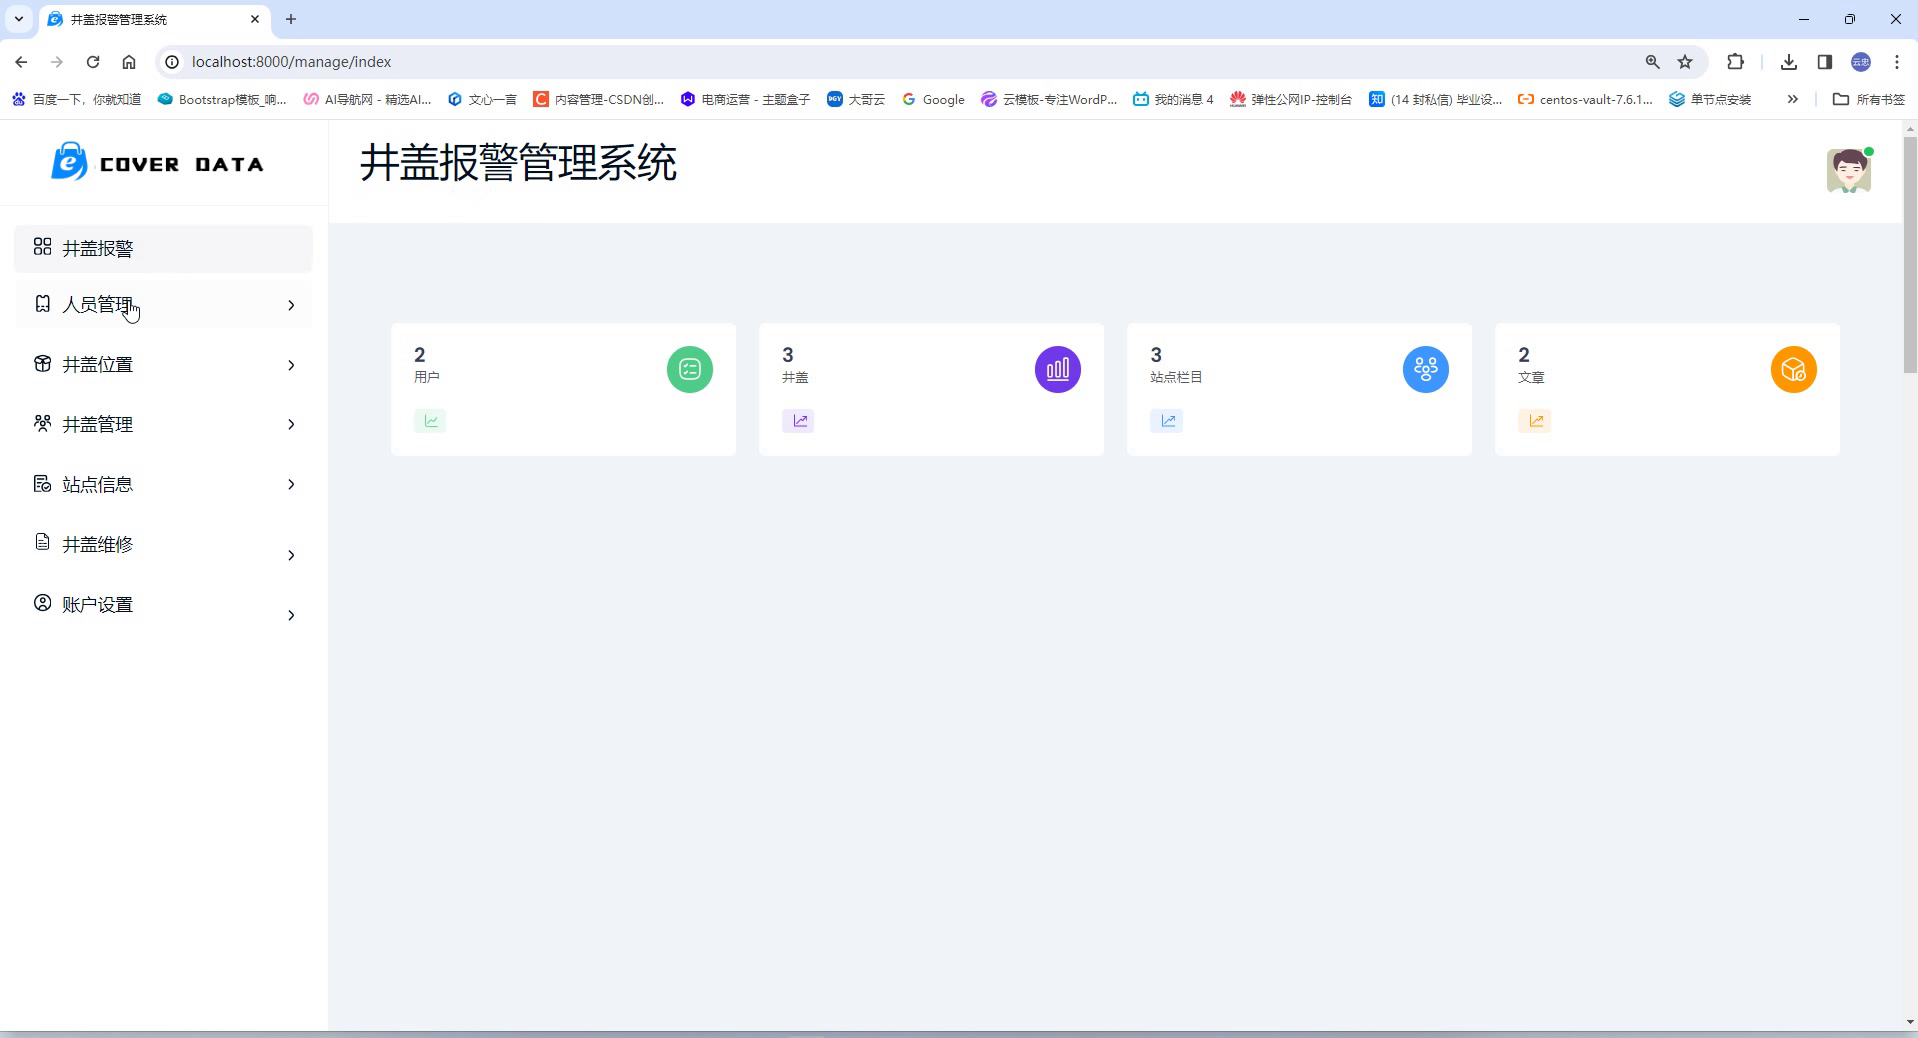 井盖报警管理系统
localhost:8000/manage/index
百度一下，你就知道
Bootstrap模板_响...
AI导航网 - 精选AI...
文心一言
内容管理-CSDN创...
电商运营 - 主题盒子
DGY
大哥云
Google
云模板-专注WordP...
我的消息 4
弹性公网IP-控制台
知
(14 封私信) 毕业设...
centos-vault-7.6.1...
单节点安装
所有书签
COVER DATA
井盖报警管理系统
井盖报警
人员管理
井盖位置
井盖管理
站点信息
井盖维修
账户设置
2
用户
3
井盖
3
站点栏目
2
文章